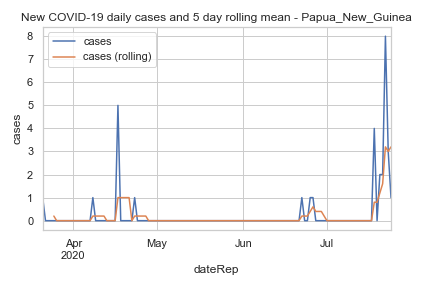 New COVID-19 daily cases and 5 day rolling mean - Papua_New_Guinea
cases
cases (rolling)
8
7
6
5
4
3
2
1
0
cases
Apr
2020
May
Jun
Jul
dateRep